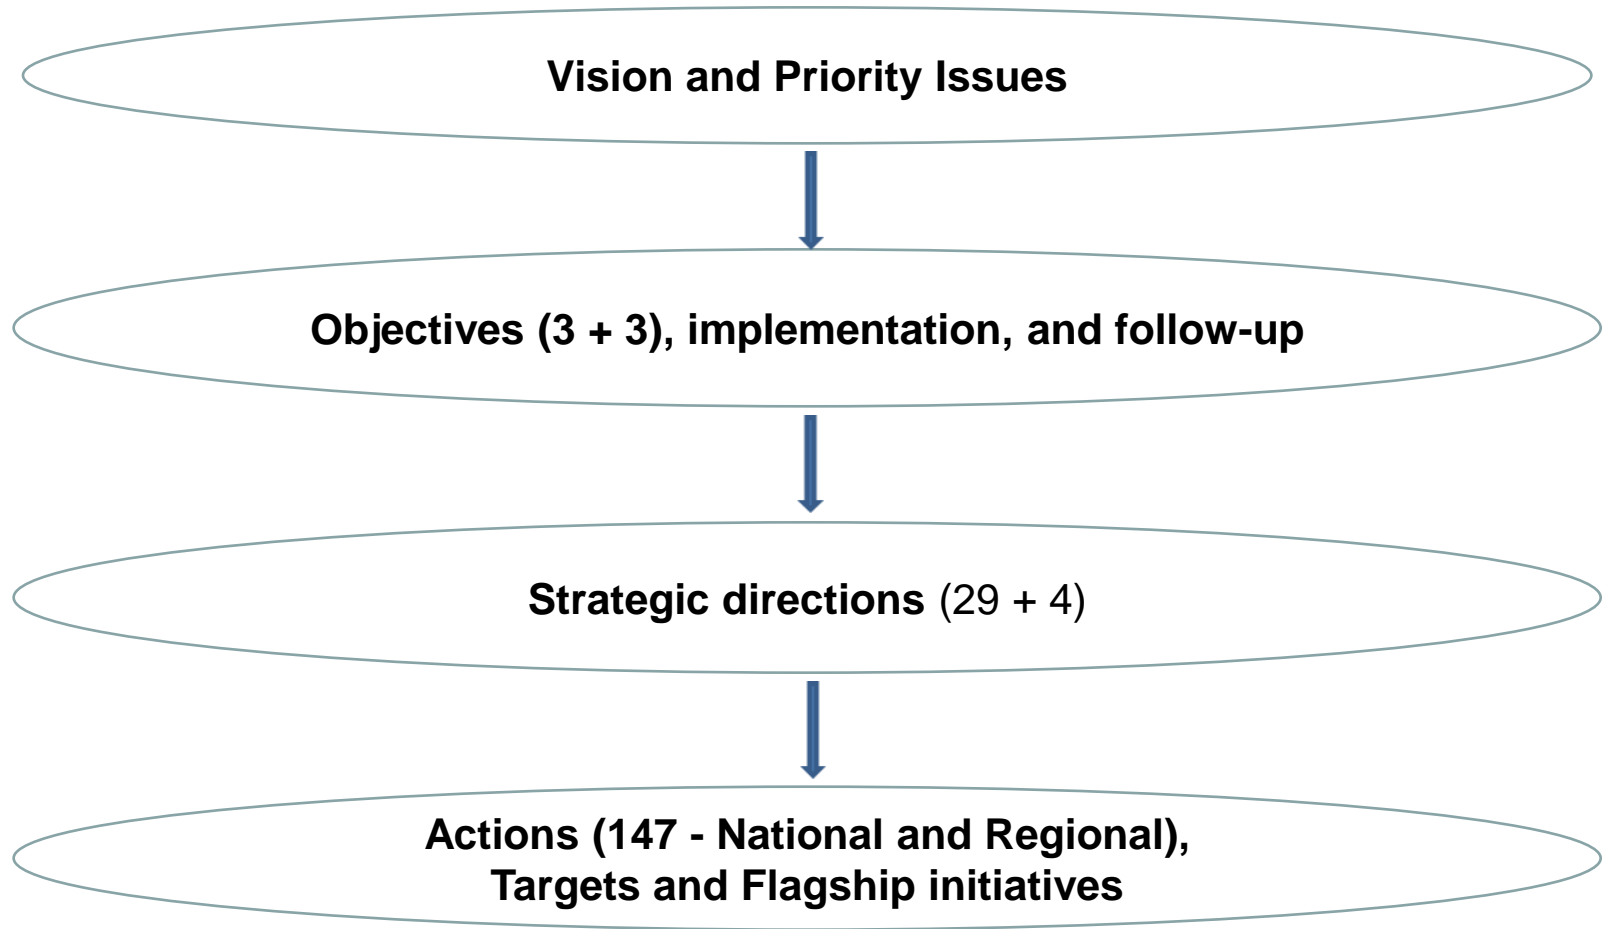 Vision and Priority Issues
Objectives (3 + 3), implementation, and follow-up
Strategic directions (29 + 4)
Actions (147 - National and Regional),
Targets and Flagship initiatives